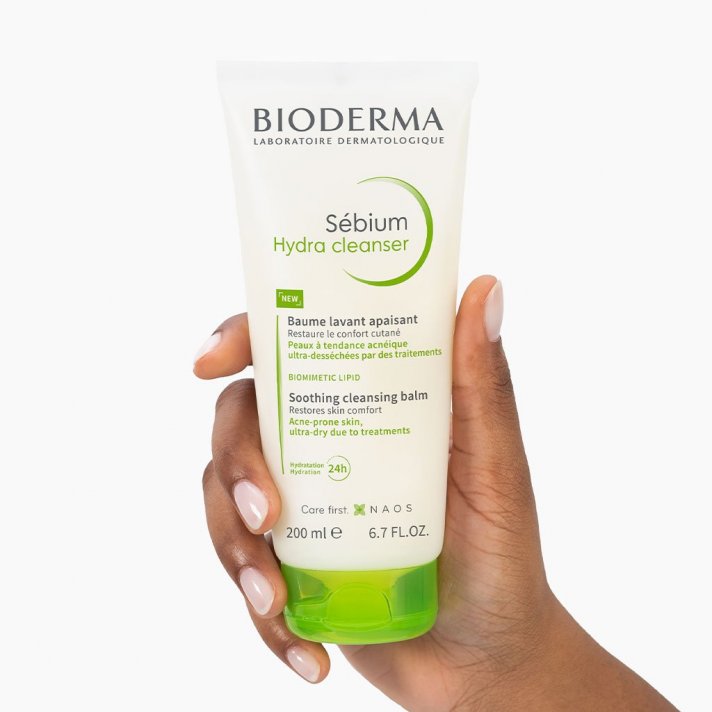 BIODERMA
LABORATOIRE DERMATOLOGIQUE
Sébium
Hydra cleanser
NEW
Baume lavant apaisant
Restaure le confort cutané
Peaux à tendance acnéique
ultra-desséchées par des traitements
BIOMIMETIC LIPID
Soothing cleansing balm
Restores skin comfort
Acne-prone skin,
ultra-dry due to treatments
Hydratation
Hydration
24h
Care first. NAOS
200 ml ℮ 6.7 FL.OZ.